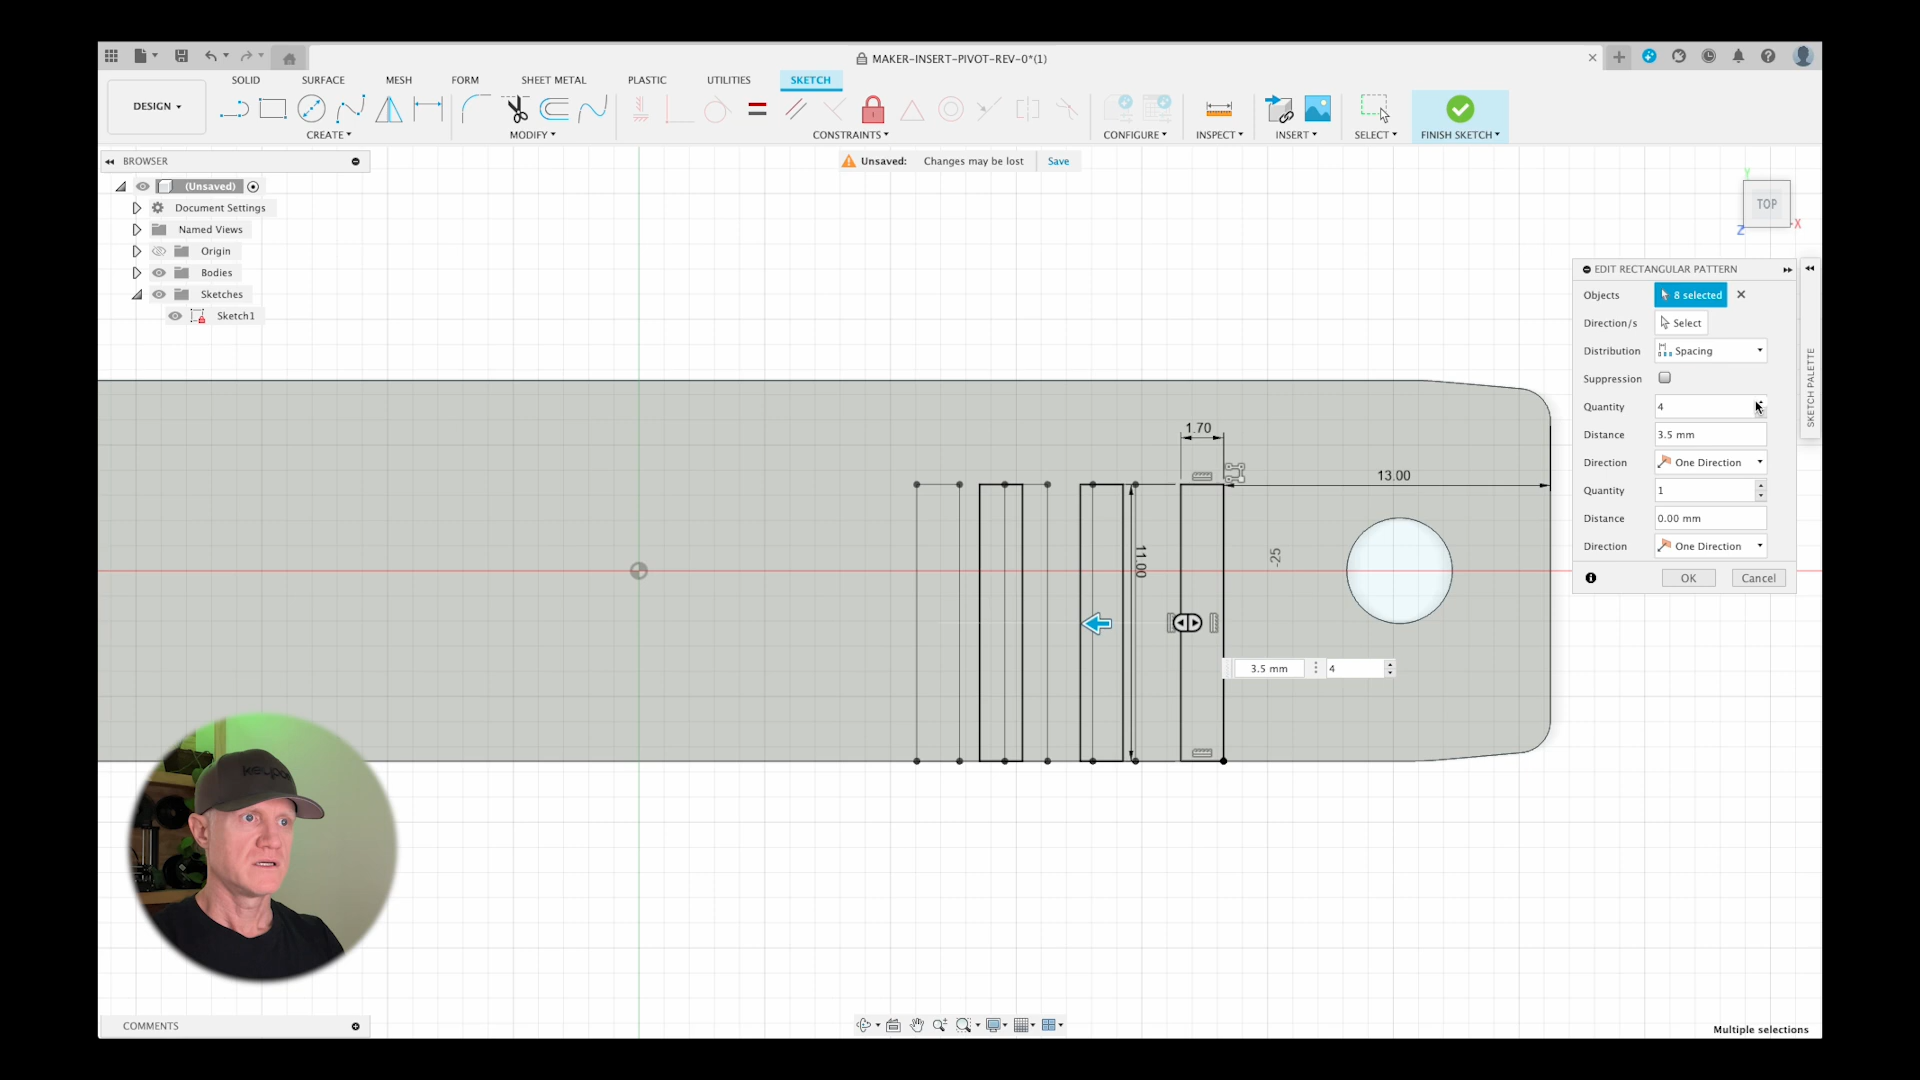 MAKER-INSERT-PIVOT-REV-0*(1)
SOLID SURFACE MESH FORM SHEET METAL PLASTIC UTILITIES SKETCH
DESIGN
CREATE MODIFY CONSTRAINTS CONFIGURE INSPECT INSERT SELECT FINISH SKETCH
BROWSER
Unsaved: Changes may be lost Save
(Unsaved)
Document Settings
Named Views
Origin
Bodies
Sketches
Sketch1
Y
TOP
X
Z
EDIT RECTANGULAR PATTERN
Objects 8 selected
Direction/s Select
Distribution Spacing
Suppression
Quantity 4
Distance 3.5 mm
Direction One Direction
Quantity 1
Distance 0.00 mm
Direction One Direction
OK Cancel
SKETCH PALETTE
1.70
13.00
11.00
-25
3.5 mm 4
COMMENTS
Multiple selections